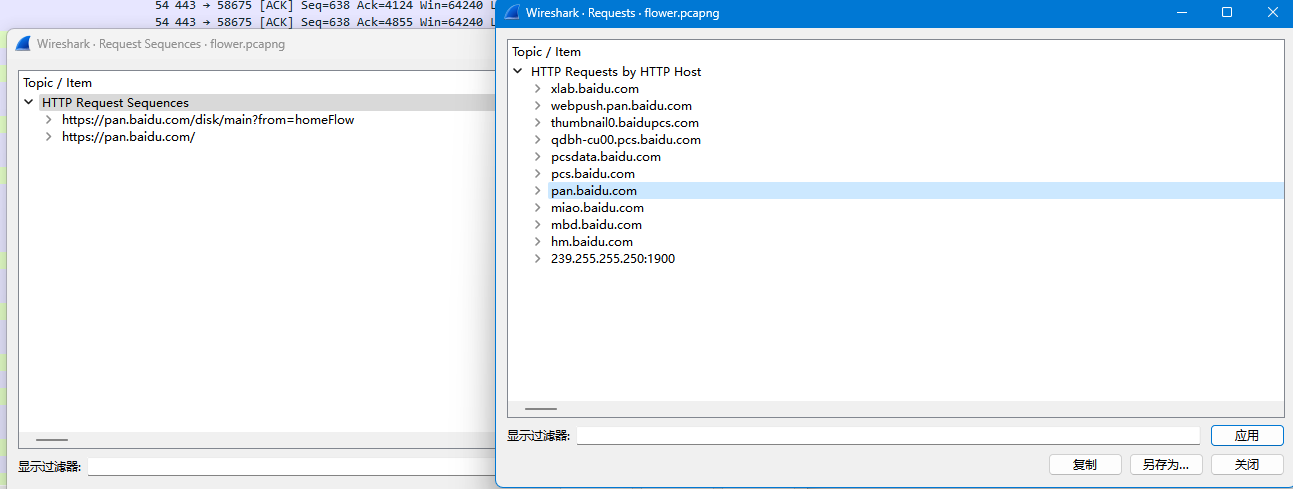 54 443 → 58675 [ACK] Seq=638 Ack=4124 Win=64240 L
54 443 → 58675 [ACK] Seq=638 Ack=4855 Win=64240 L
Wireshark · Request Sequences · flower.pcapng
Topic / Item
HTTP Request Sequences
https://pan.baidu.com/disk/main?from=homeFlow
https://pan.baidu.com/
显示过滤器:
Wireshark · Requests · flower.pcapng
Topic / Item
HTTP Requests by HTTP Host
xlab.baidu.com
webpush.pan.baidu.com
thumbnail0.baidupcs.com
qdbh-cu00.pcs.baidu.com
pcsdata.baidu.com
pcs.baidu.com
pan.baidu.com
miao.baidu.com
mbd.baidu.com
hm.baidu.com
239.255.255.250:1900
显示过滤器:
应用
复制
另存为...
关闭